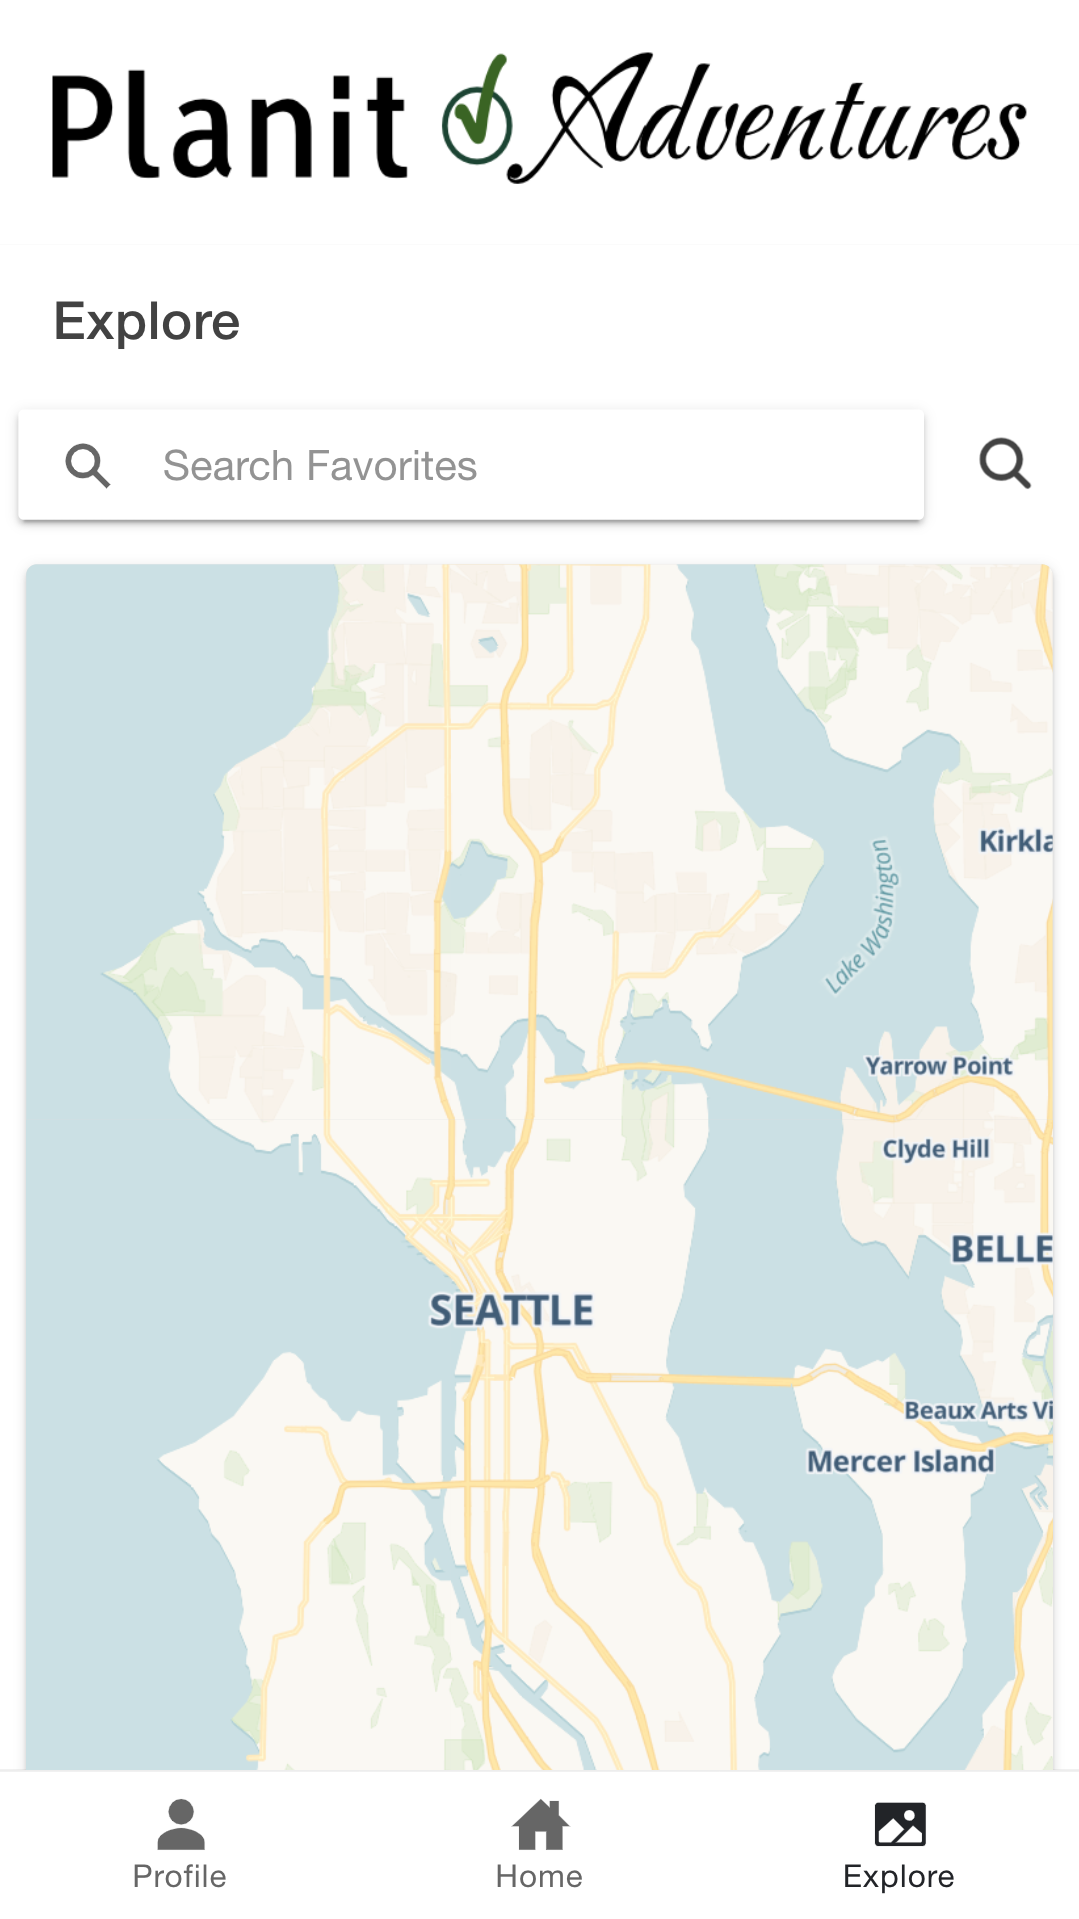 Planit Adventures
Explore
Search Favorites
Kirkla
Lake Washington
Yarrow Point
Clyde Hill
BELLE
SEATTLE
Beaux Arts Vi
Mercer Island
Profile
Home
Explore